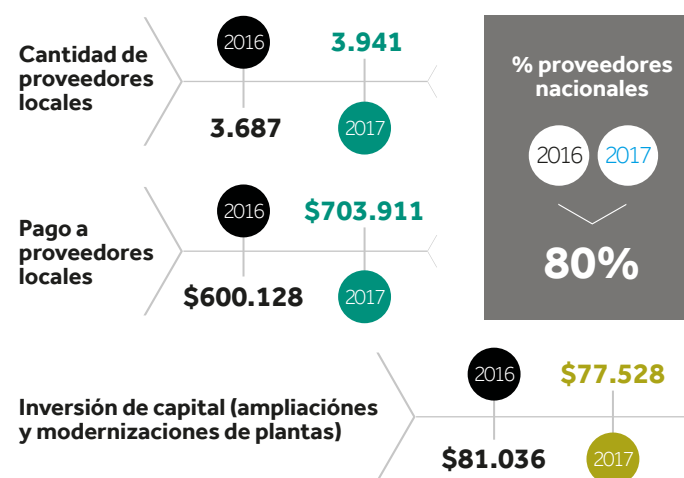 Cantidad de
proveedores
locales
2016
3.687
3.941
2017
% proveedores
nacionales
2016 2017
80%
Pago a
proveedores
locales
2016
$600.128
$703.911
2017
Inversión de capital (ampliaciónes
y modernizaciones de plantas)
2016
$81.036
$77.528
2017